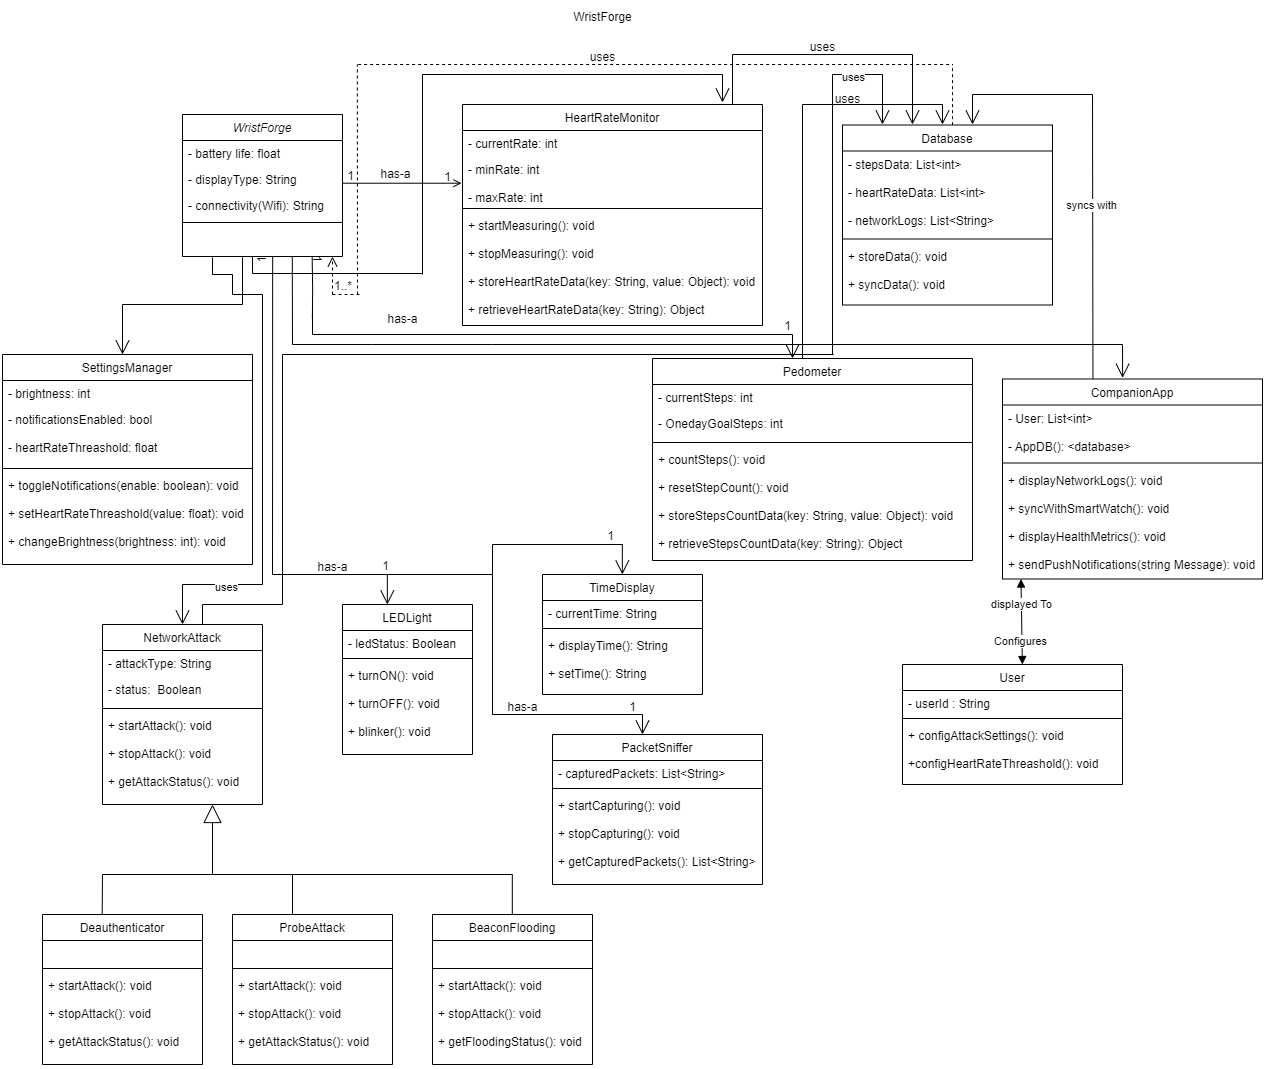 WristForge
uses
uses
uses
uses
WristForge
- battery life: float
- displayType: String
- connectivity(Wifi): String
1
has-a
1
HeartRateMonitor
- currentRate: int
- minRate: int
- maxRate: int
+ startMeasuring(): void
+ stopMeasuring(): void
+ storeHeartRateData(key: String, value: Object): void
+ retrieveHeartRateData(key: String): Object
Database
- stepsData: List<int>
- heartRateData: List<int>
- networkLogs: List<String>
+ storeData(): void
+ syncData(): void
syncs with
1..*
has-a
1
SettingsManager
- brightness: int
- notificationsEnabled: bool
- heartRateThreashold: float
+ toggleNotifications(enable: boolean): void
+ setHeartRateThreashold(value: float): void
+ changeBrightness(brightness: int): void
Pedometer
- currentSteps: int
- OnedayGoalSteps: int
+ countSteps(): void
+ resetStepCount(): void
+ storeStepsCountData(key: String, value: Object): void
+ retrieveStepsCountData(key: String): Object
CompanionApp
- User: List<int>
- AppDB(): <database>
+ displayNetworkLogs(): void
+ syncWithSmartWatch(): void
+ displayHealthMetrics(): void
+ sendPushNotifications(string Message): void
displayed To
Configures
User
- userId : String
+ configAttackSettings(): void
+configHeartRateThreashold(): void
uses
has-a
1
1
NetworkAttack
- attackType: String
- status:  Boolean
+ startAttack(): void
+ stopAttack(): void
+ getAttackStatus(): void
LEDLight
- ledStatus: Boolean
+ turnON(): void
+ turnOFF(): void
+ blinker(): void
TimeDisplay
- currentTime: String
+ displayTime(): String
+ setTime(): String
has-a
1
PacketSniffer
- capturedPackets: List<String>
+ startCapturing(): void
+ stopCapturing(): void
+ getCapturedPackets(): List<String>
Deauthenticator
+ startAttack(): void
+ stopAttack(): void
+ getAttackStatus(): void
ProbeAttack
+ startAttack(): void
+ stopAttack(): void
+ getAttackStatus(): void
BeaconFlooding
+ startAttack(): void
+ stopAttack(): void
+ getFloodingStatus(): void